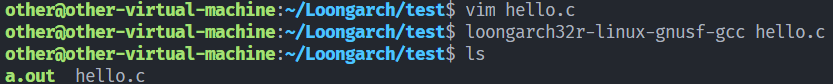 other@other-virtual-machine:~/Loongarch/test$ vim hello.c
other@other-virtual-machine:~/Loongarch/test$ loongarch32r-linux-gnusf-gcc hello.c
other@other-virtual-machine:~/Loongarch/test$ ls
a.out  hello.c